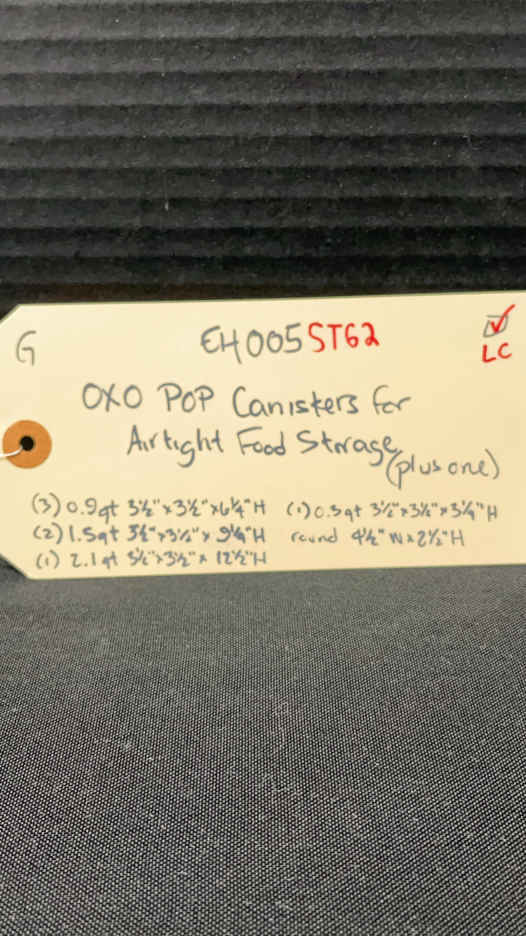 G EH005ST62 ☑
LC
OXO POP Canisters for
Airtight Food Storage
(plus one)
(3) 0.9qt 3½"x3½"x6¼"H (1) 0.5qt 3½"x3½"x3¼"H
(2) 1.5qt 3½"x3½"x 9¼"H round 4½" W x 2½"H
(1) 2.1qt 3½"x3½"x 12½"H